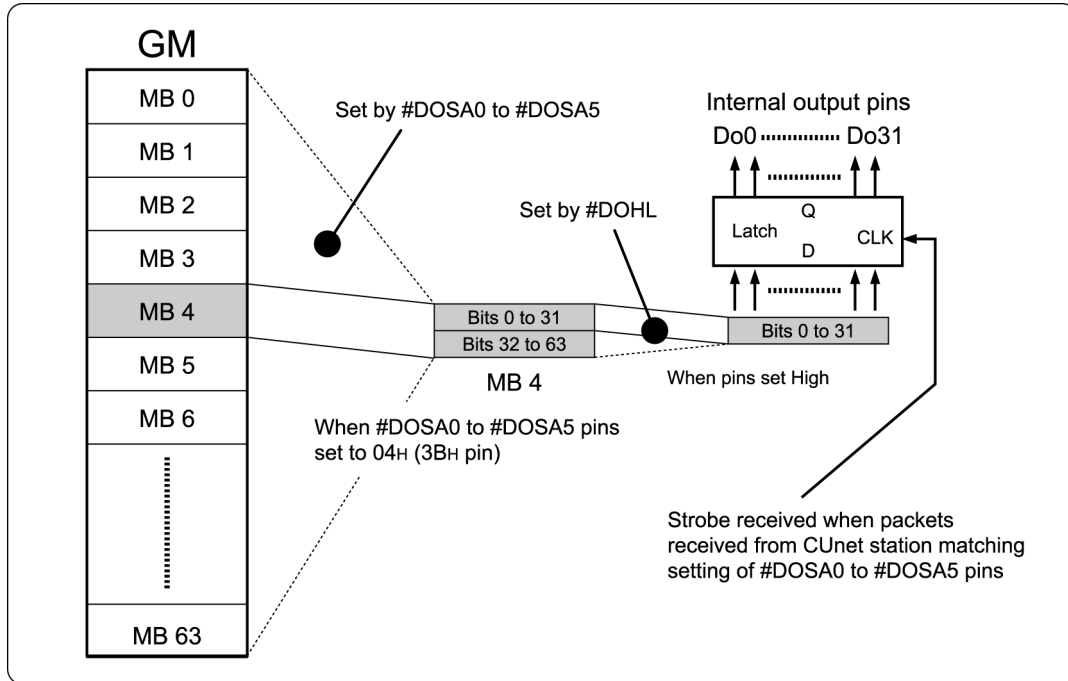 GM
MB 0
MB 1
MB 2
MB 3
MB 4
MB 5
MB 6
MB 63
Set by #DOSA0 to #DOSA5
Set by #DOHL
Bits 0 to 31
Bits 32 to 63
MB 4
When #DOSA0 to #DOSA5 pins
set to 04H (3BH pin)
Internal output pins
Do0 Do31
Q
Latch CLK
D
Bits 0 to 31
When pins set High
Strobe received when packets
received from CUnet station matching
setting of #DOSA0 to #DOSA5 pins